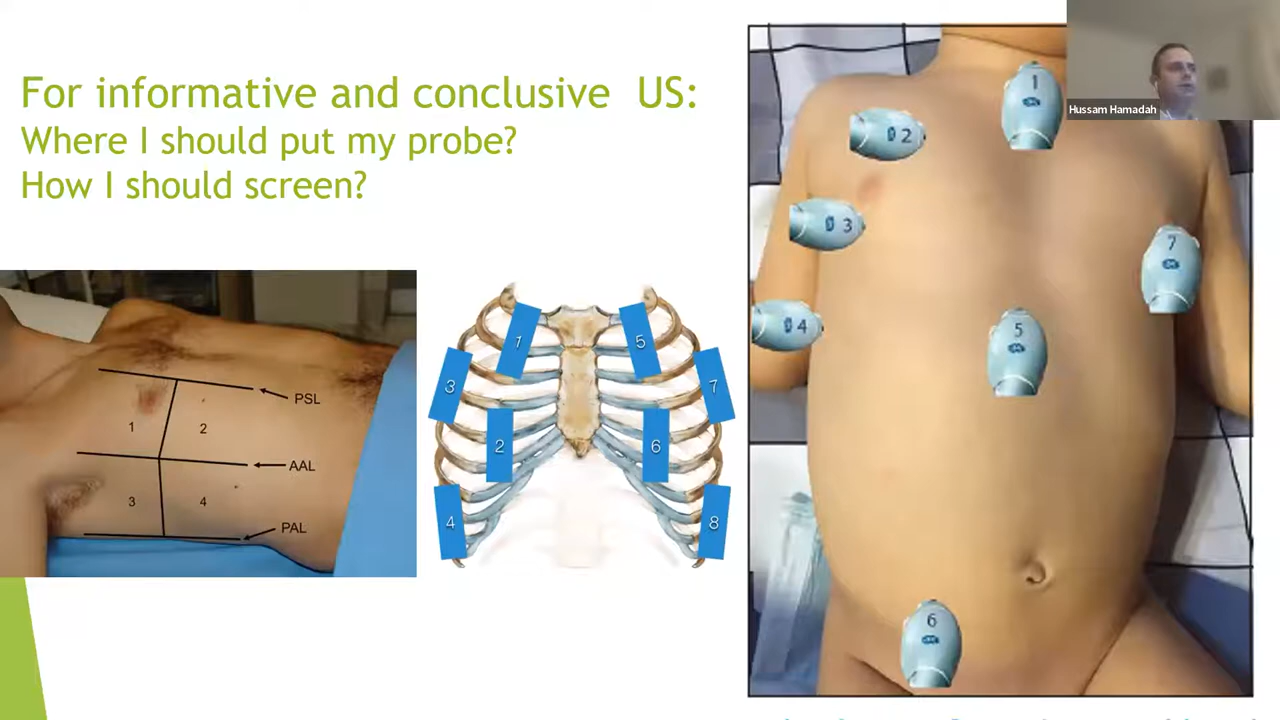 For informative and conclusive US:
Where I should put my probe?
How I should screen?
PSL
1
2
AAL
3
4
PAL
1
5
3
7
2
6
4
8
1
2
3
7
4
5
6
Hussam Hamadah